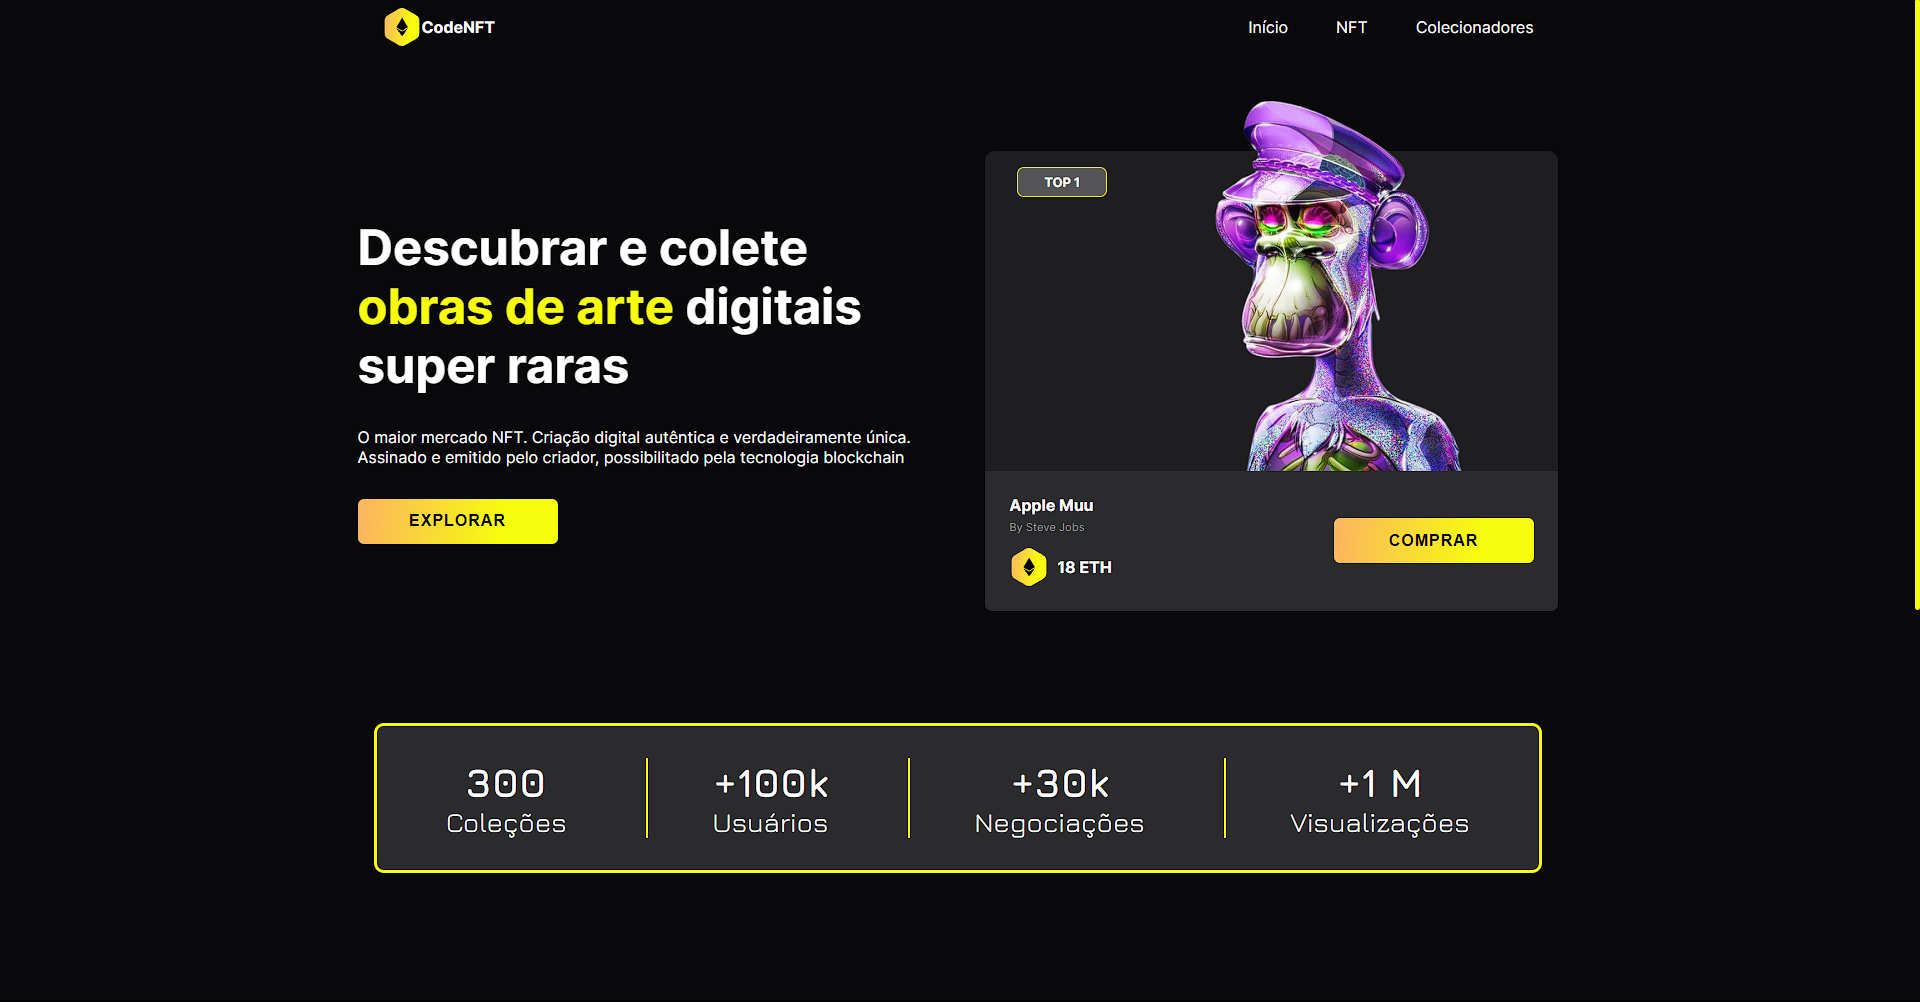 CodeNFT
Início
NFT
Colecionadores
TOP 1
Descubrar e colete
obras de arte digitais
super raras
O maior mercado NFT. Criação digital autêntica e verdadeiramente única.
Assinado e emitido pelo criador, possibilitado pela tecnologia blockchain
EXPLORAR
Apple Muu
By Steve Jobs
18 ETH
COMPRAR
300
Coleções
+100k
Usuários
+30k
Negociações
+1 M
Visualizações